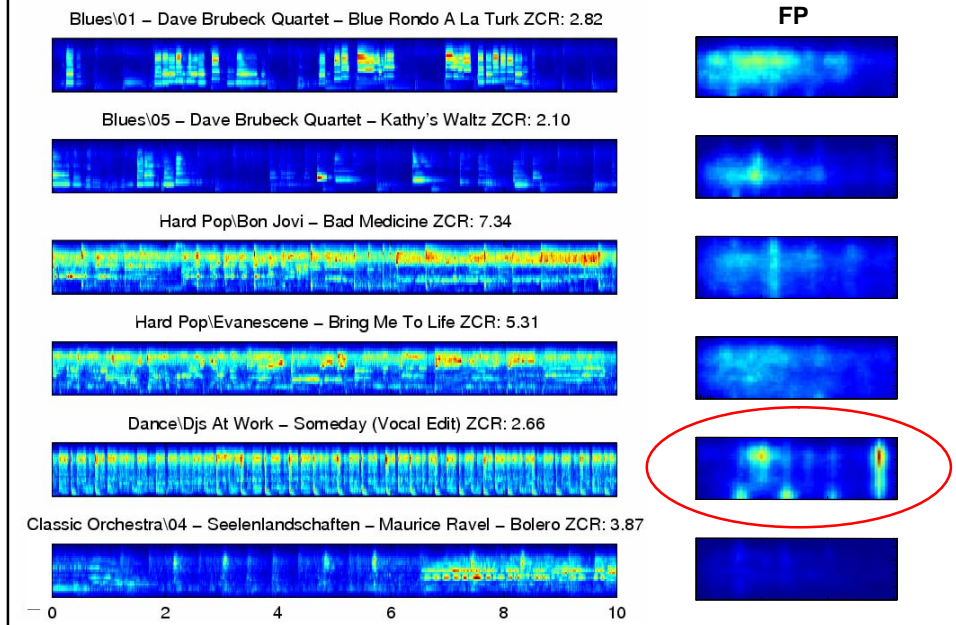 Blues\01 – Dave Brubeck Quartet – Blue Rondo A La Turk ZCR: 2.82
FP
Blues\05 – Dave Brubeck Quartet – Kathy's Waltz ZCR: 2.10
Hard Pop\Bon Jovi – Bad Medicine ZCR: 7.34
Hard Pop\Evanescene – Bring Me To Life ZCR: 5.31
Dance\Djs At Work – Someday (Vocal Edit) ZCR: 2.66
Classic Orchestra\04 – Seelenlandschaften – Maurice Ravel – Bolero ZCR: 3.87
0 2 4 6 8 10